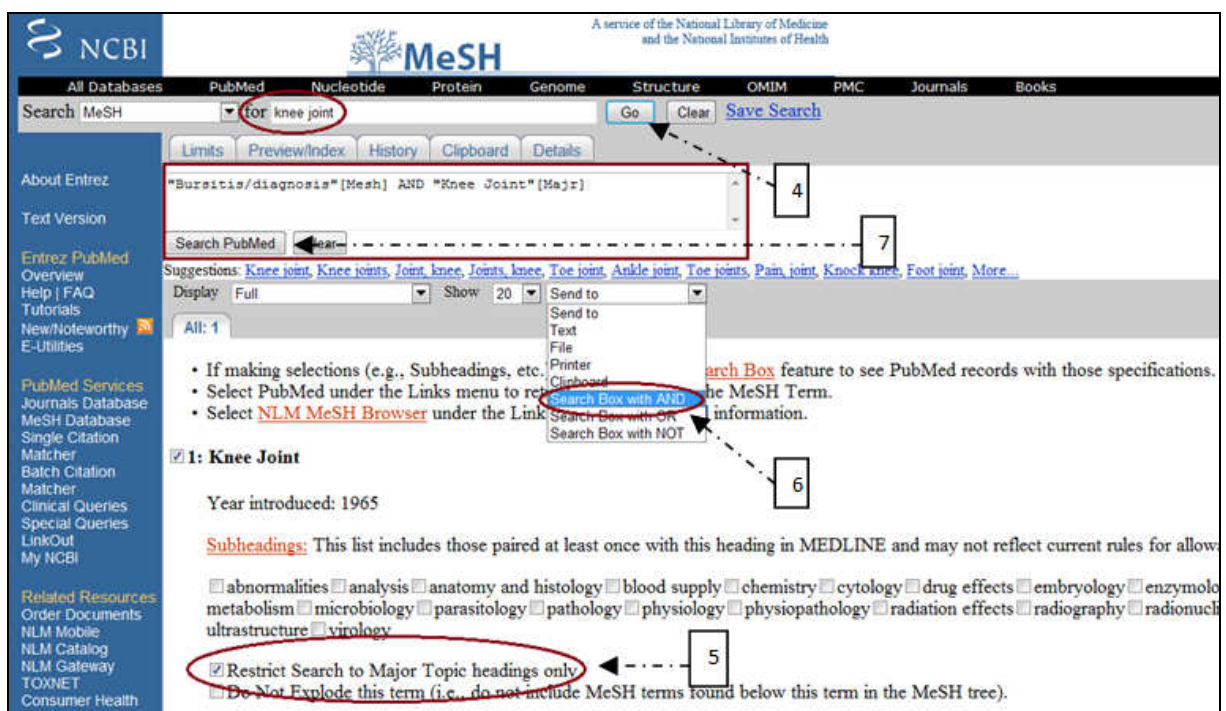 NCBI
MeSH
A service of the National Library of Medicine
and the National Institutes of Health
All Databases PubMed Nucleotide Protein Genome Structure OMIM PMC Journals Books
Search MeSH for knee joint Go Clear Save Search
Limits Preview/Index History Clipboard Details
About Entrez
Text Version
Entrez PubMed
Overview
Help | FAQ
Tutorials
New/Noteworthy
E-Utilities
PubMed Services
Journals Database
MeSH Database
Single Citation
Matcher
Batch Citation
Matcher
Clinical Queries
Special Queries
LinkOut
My NCBI
Related Resources
Order Documents
NLM Mobile
NLM Catalog
NLM Gateway
TOXNET
Consumer Health
"Bursitis/diagnosis"[Mesh] AND "Knee Joint"[Majr]
4
Search PubMed Clear
7
Suggestions: Knee joint, Knee joints, Joint, knee, Joints, knee, Toe joint, Ankle joint, Toe joints, Pain, joint, Knock knee, Foot joint, More...
Display Full Show 20 Send to
All: 1
Send to
Text
File
Printer
Clipboard
Search Box with AND
Search Box with OR
Search Box with NOT
• If making selections (e.g., Subheadings, etc. arch Box feature to see PubMed records with those specifications.
• Select PubMed under the Links menu to he MeSH Term.
• Select NLM MeSH Browser under the Link information.
6
1: Knee Joint
Year introduced: 1965
Subheadings: This list includes those paired at least once with this heading in MEDLINE and may not reflect current rules for allow
abnormalities analysis anatomy and histology blood supply chemistry cytology drug effects embryology enzymolo
metabolism microbiology parasitology pathology physiology physiopathology radiation effects radiography radionucli
ultrastructure virology
Restrict Search to Major Topic headings only
5
Do Not Explode this term (i.e., do not include MeSH terms found below this term in the MeSH tree).